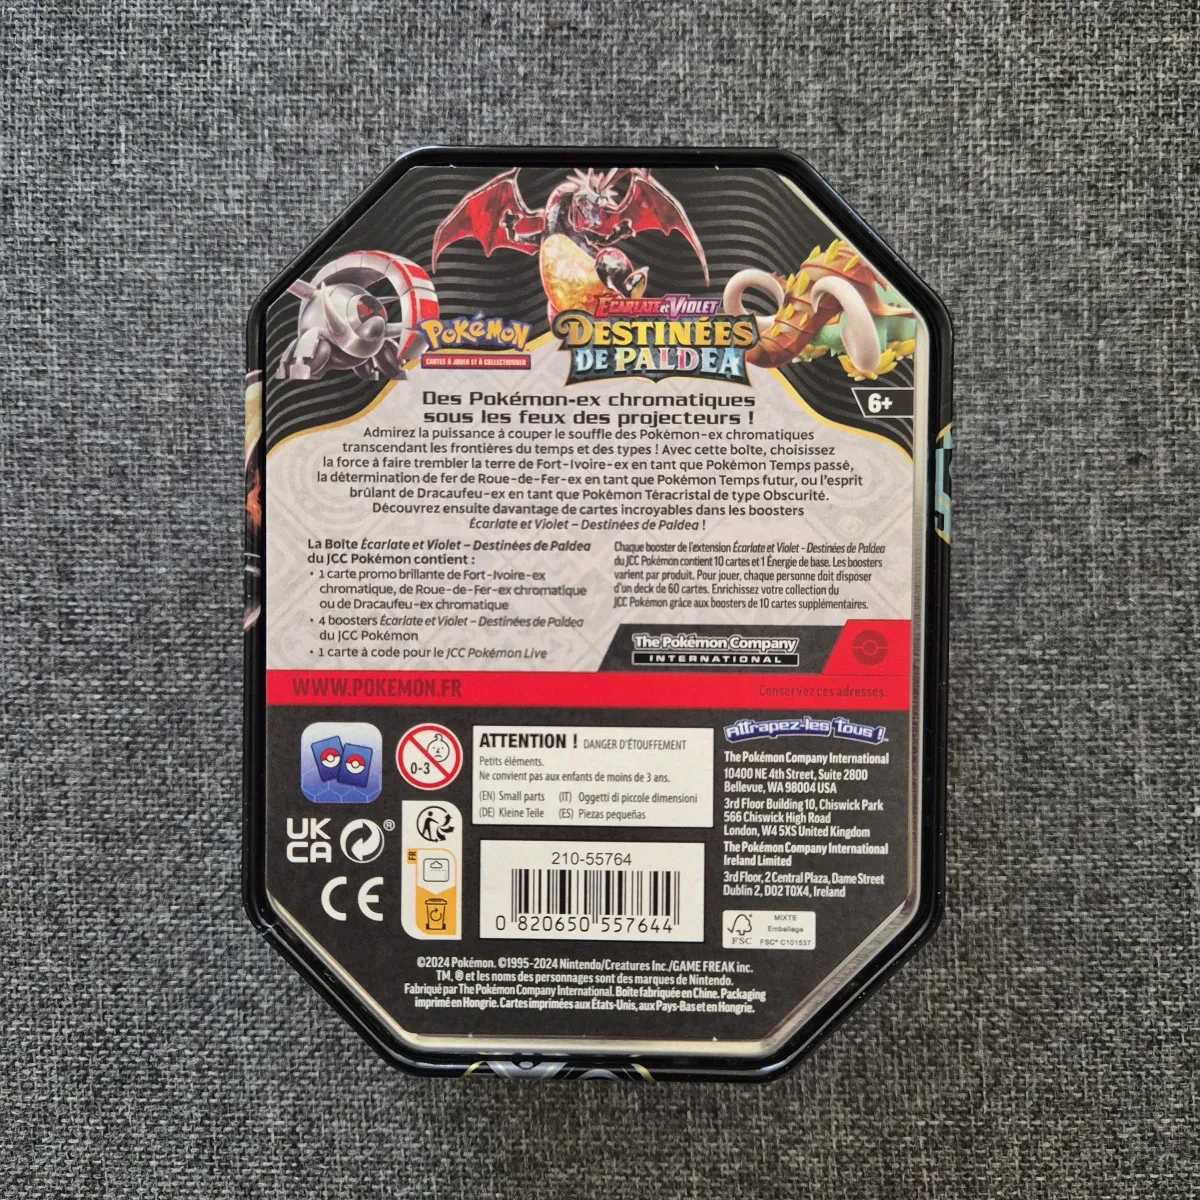 ÉCARLATE et VIOLET
POKÉMON
CARTES À JOUER ET À COLLECTIONNER
DESTINÉES
DE PALDEA
6+
Des Pokémon-ex chromatiques
sous les feux des projecteurs !
Admirez la puissance à couper le souffle des Pokémon-ex chromatiques
transcendant les frontières du temps et des types ! Avec cette boîte, choisissez
la force à faire trembler la terre de Fort-Ivoire-ex en tant que Pokémon Temps passé,
la détermination de fer de Roue-de-Fer-ex en tant que Pokémon Temps futur, ou l'esprit
brûlant de Dracaufeu-ex en tant que Pokémon Téracristal de type Obscurité.
Découvrez ensuite davantage de cartes incroyables dans les boosters
Écarlate et Violet – Destinées de Paldea !
La Boîte Écarlate et Violet – Destinées de Paldea
du JCC Pokémon contient :
• 1 carte promo brillante de Fort-Ivoire-ex
chromatique, de Roue-de-Fer-ex chromatique
ou de Dracaufeu-ex chromatique
• 4 boosters Écarlate et Violet – Destinées de Paldea
du JCC Pokémon
• 1 carte à code pour le JCC Pokémon Live
Chaque booster de l'extension Écarlate et Violet – Destinées de Paldea
du JCC Pokémon contient 10 cartes et 1 Énergie de base. Les boosters
varient par produit. Pour jouer, chaque personne doit disposer
d'un deck de 60 cartes. Enrichissez votre collection du
JCC Pokémon grâce aux boosters de 10 cartes supplémentaires.
The Pokémon Company
INTERNATIONAL
WWW.POKEMON.FR
Conservez ces adresses.
0-3
ATTENTION ! DANGER D'ÉTOUFFEMENT
Petits éléments.
Ne convient pas aux enfants de moins de 3 ans.
(EN) Small parts (IT) Oggetti di piccole dimensioni
(DE) Kleine Teile (ES) Piezas pequeñas
Attrapez-les Tous !™
The Pokémon Company International
10400 NE 4th Street, Suite 2800
Bellevue, WA 98004 USA
3rd Floor Building 10, Chiswick Park
566 Chiswick High Road
London, W4 5XS United Kingdom
The Pokémon Company International
Ireland Limited
3rd Floor, 2 Central Plaza, Dame Street
Dublin 2, D02 T0X4, Ireland
UK
CA
®
CE
FR
210-55764
0 820650 557644
FSC
MIXTE
Emballage
FSC® C101537
©2024 Pokémon. ©1995-2024 Nintendo/Creatures Inc./GAME FREAK inc.
TM, ® et les noms des personnages sont des marques de Nintendo.
Fabriqué par The Pokémon Company International. Boîte fabriquée en Chine. Packaging
imprimé en Hongrie. Cartes imprimées aux États-Unis, aux Pays-Bas et en Hongrie.